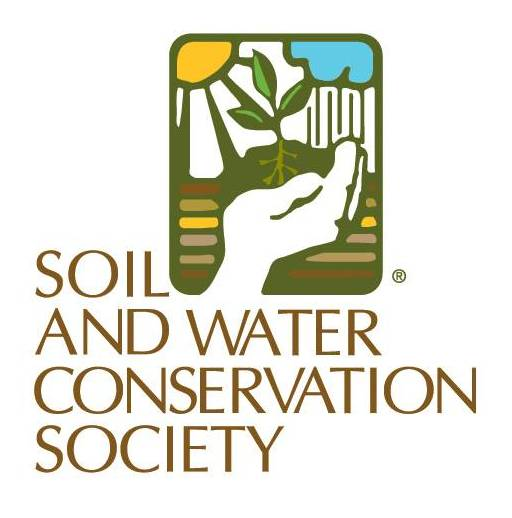 ®
SOIL
AND WATER
CONSERVATION
SOCIETY